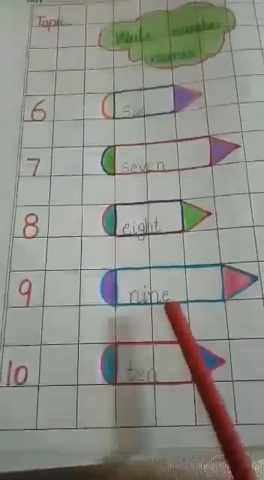 Topic
Write number
names
6 six
7 seven
8 eight
9 nine
10 ten